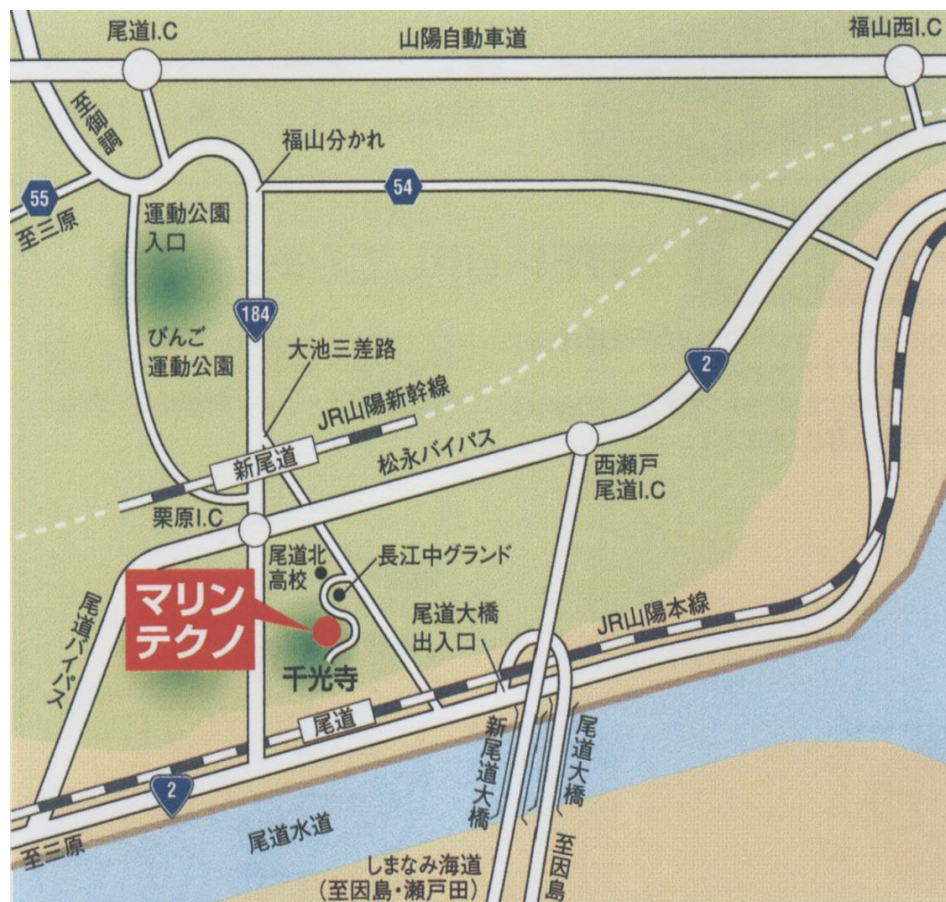 尾道I.C
山陽自動車道
福山西I.C
至御調
福山分かれ
55
54
至三原
運動公園
入口
184
びんご
運動公園
大池三差路
2
JR山陽新幹線
新尾道
松永バイパス
西瀬戸
尾道I.C
栗原I.C
尾道北
高校
長江中グランド
マリン
テクノ
尾道バイパス
尾道大橋
出入口
JR山陽本線
千光寺
尾道
新尾道大橋
尾道大橋
2
尾道水道
至三原
しまなみ海道
(至因島・瀬戸田)
至因島